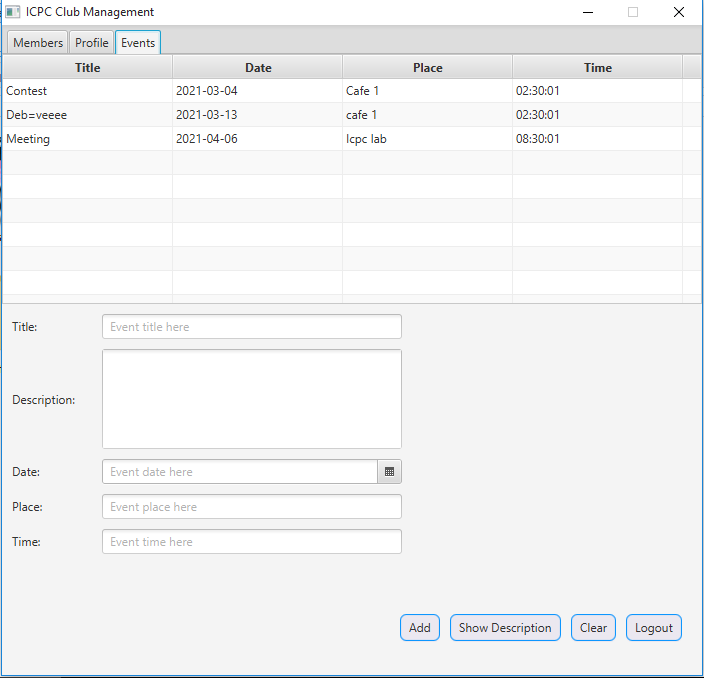 ICPC Club Management
Members Profile Events
Title Date Place Time
Contest 2021-03-04 Cafe 1 02:30:01
Deb=veeee 2021-03-13 cafe 1 02:30:01
Meeting 2021-04-06 Icpc lab 08:30:01
Title: Event title here
Description:
Date: Event date here
Place: Event place here
Time: Event time here
Add Show Description Clear Logout